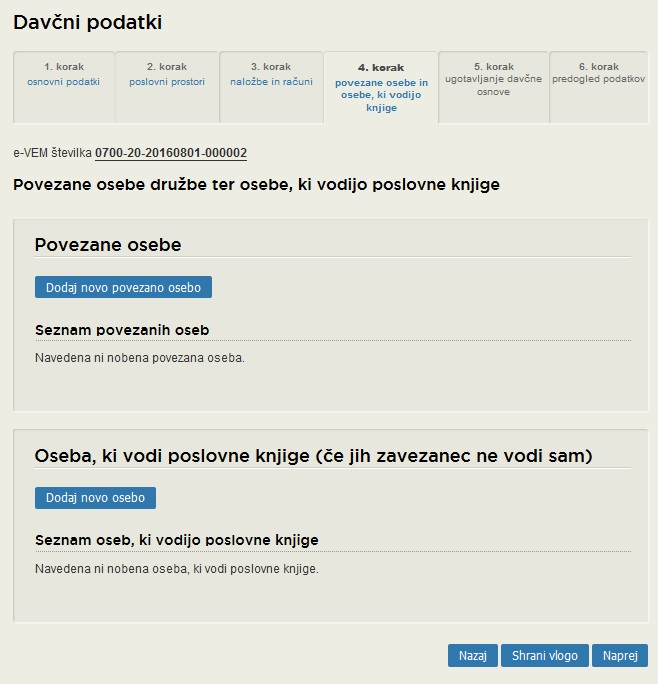 Davčni podatki
1. korak
osnovni podatki
2. korak
poslovni prostori
3. korak
naložbe in računi
4. korak
povezane osebe in
osebe, ki vodijo
knjige
5. korak
ugotavljanje davčne
osnove
6. korak
predogled podatkov
e-VEM številka 0700-20-20160801-000002
Povezane osebe družbe ter osebe, ki vodijo poslovne knjige
Povezane osebe
Dodaj novo povezano osebo
Seznam povezanih oseb
Navedena ni nobena povezana oseba.
Oseba, ki vodi poslovne knjige (če jih zavezanec ne vodi sam)
Dodaj novo osebo
Seznam oseb, ki vodijo poslovne knjige
Navedena ni nobena oseba, ki vodi poslovne knjige.
Nazaj Shrani vlogo Naprej